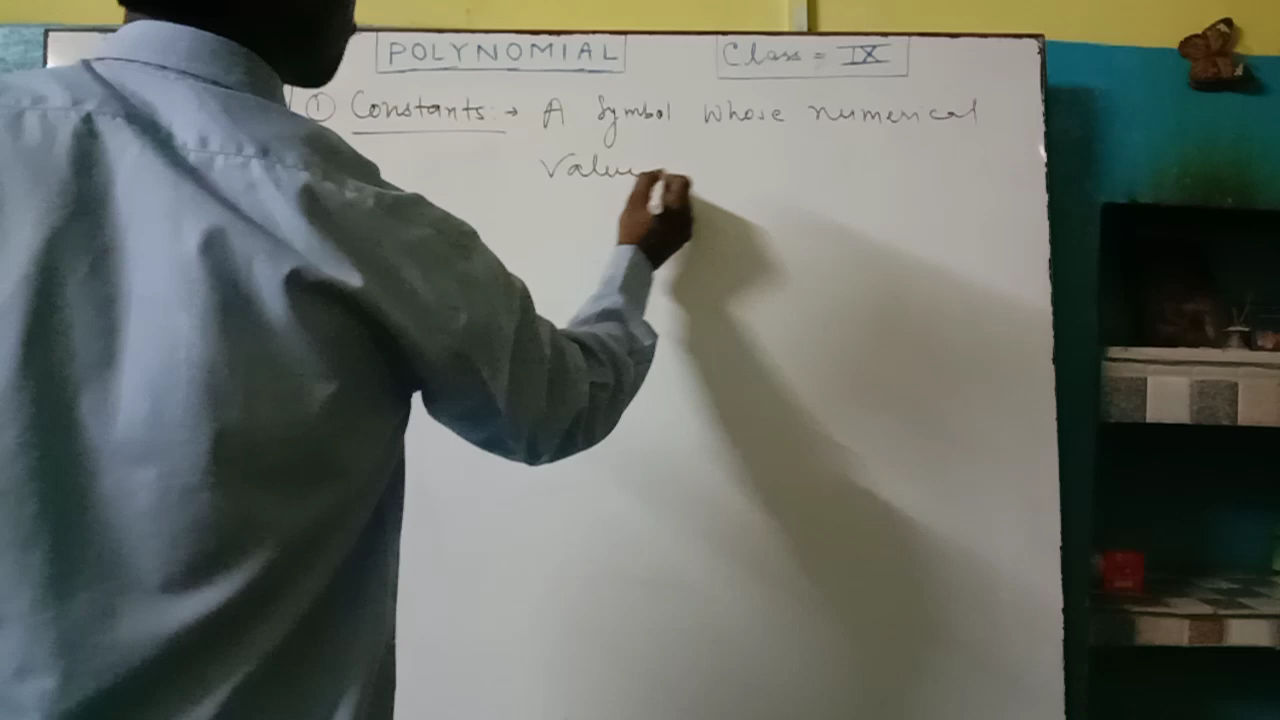 POLYNOMIAL
Class = IX
① Constants :→ A Symbol Whose numerical
Value